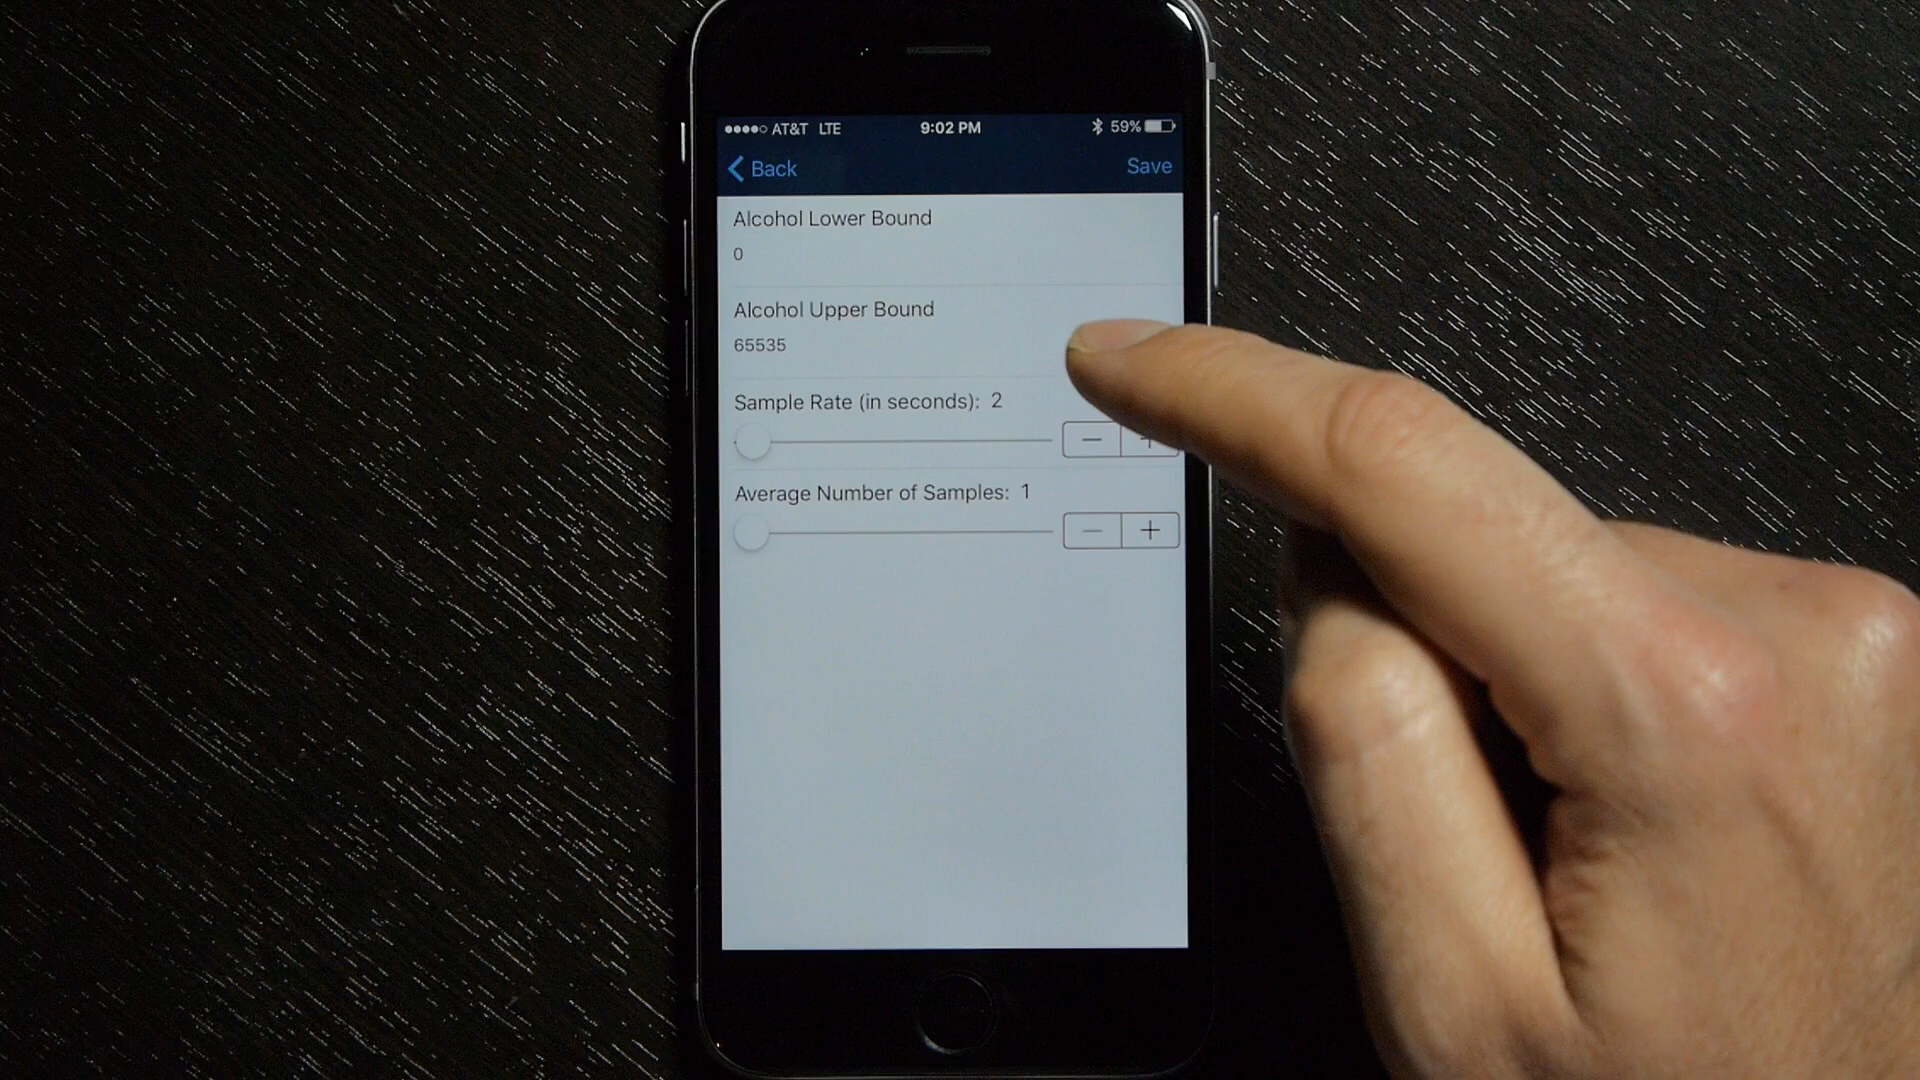 AT&T LTE 9:02 PM 59%
Back Save
Alcohol Lower Bound
0
Alcohol Upper Bound
65535
Sample Rate (in seconds): 2
− +
Average Number of Samples: 1
− +